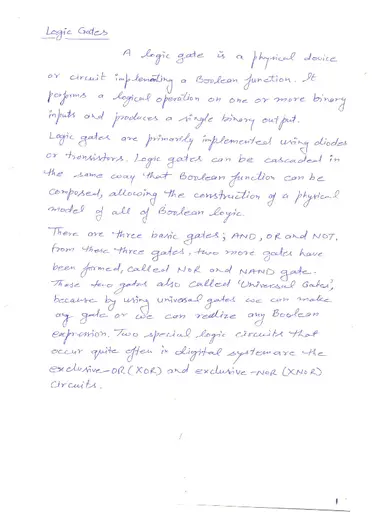 Logic Gates
A logic gate is a physical device
or circuit implementing a Boolean function. It
performs a logical operation on one or more binary
inputs and produces a single binary output.
Logic gates are primarily implemented using diodes
or transistors. Logic gates can be cascaded in
the same way that Boolean function can be
composed, allowing the construction of a physical
model of all of Boolean logic.
There are three basic gates; AND, OR and NOT.
from these three gates, two more gates have
been formed, called NOR and NAND gate.
These two gates also called 'Universal Gates',
because by using universal gates we can make
any gate or we can realize any Boolean
expression. Two special logic circuits that
occur quite often in digital system are the
exclusive-OR (XOR) and exclusive-NOR (XNOR)
circuits.
1